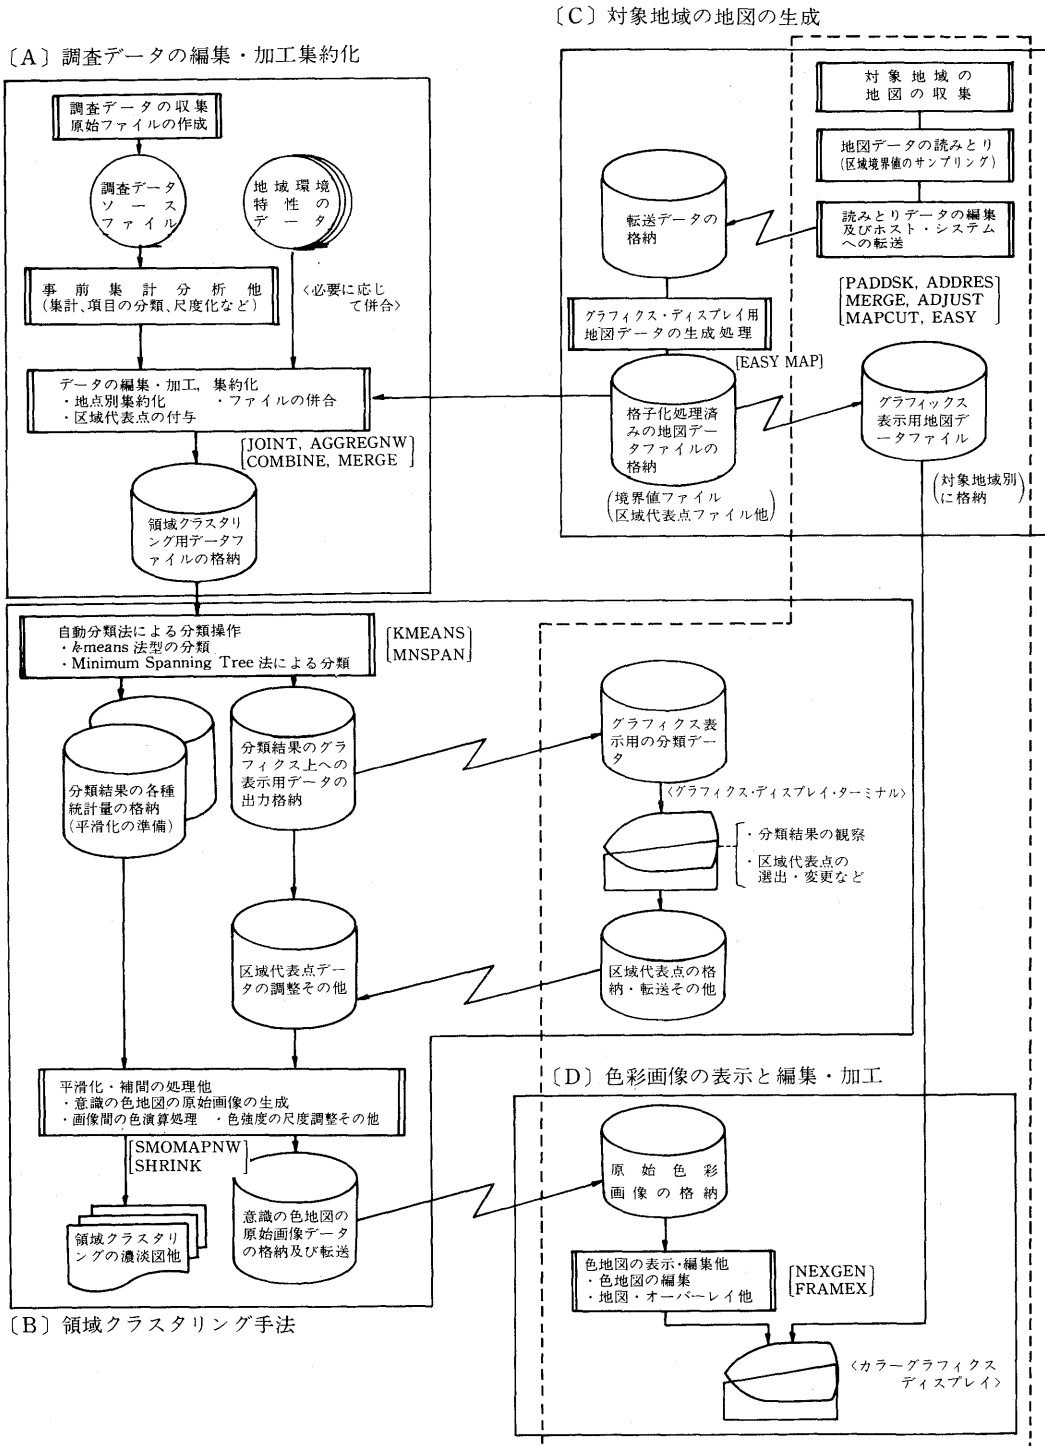 〔A〕調査データの編集・加工集約化
調査データの収集
原始ファイルの作成
調査データ
ソース
ファイル
地域環境
特性の
データ
事前集計分析他
(集計、項目の分類、尺度化など)
〈必要に応じ
て併合〉
データの編集・加工, 集約化
・地点別集約化 ・ファイルの併合
・区域代表点の付与
JOINT, AGGREGNW
COMBINE, MERGE
領域クラスタリ
ング用データフ
ァイルの格納
〔C〕対象地域の地図の生成
対象地域の
地図の収集
地図データの読みとり
(区域境界値のサンプリング)
読みとりデータの編集
及びホスト・システム
への転送
PADDSK, ADDRES
MERGE, ADJUST
MAPCUT, EASY
転送データの
格納
グラフィクス・ディスプレイ用
地図データの生成処理
[EASY MAP]
格子化処理済
みの地図デー
タファイルの
格納
(境界値ファイル
区域代表点ファイル他)
グラフィックス
表示用地図デ
ータファイル
(対象地域別
に格納)
自動分類法による分類操作
・k-means 法型の分類
・Minimum Spanning Tree 法による分類
KMEANS
MNSPAN
分類結果の各種
統計量の格納
(平滑化の準備)
分類結果のグラ
フィクス上への
表示用データの
出力格納
グラフィクス表
示用の分類デー
タ
〈グラフィクス・ディスプレイ・ターミナル〉
・分類結果の観察
・区域代表点の
選出・変更など
区域代表点デー
タの調整その他
区域代表点の格
納・転送その他
平滑化・補間の処理他
・意識の色地図の原始画像の生成
・画像間の色演算処理 ・色強度の尺度調整その他
SMOMAPNW
SHRINK
領域クラスタリ
ングの濃淡図他
意識の色地図の
原始画像データ
の格納及び転送
〔B〕領域クラスタリング手法
〔D〕色彩画像の表示と編集・加工
原始色彩
画像の格納
色地図の表示・編集他
・色地図の編集
・地図・オーバーレイ他
NEXGEN
FRAMEX
〈カラーグラフィクス
ディスプレイ〉